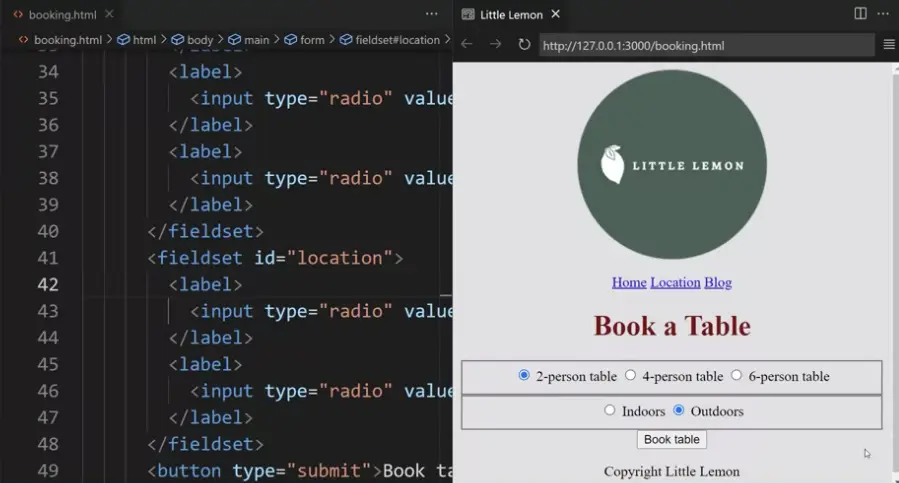 booking.html
booking.html > html > body > main > form > fieldset#location >
34 <label>
35 <input type="radio" value
36 </label>
37 <label>
38 <input type="radio" value
39 </label>
40 </fieldset>
41 <fieldset id="location">
42 <label>
43 <input type="radio" value
44 </label>
45 <label>
46 <input type="radio" value
47 </label>
48 </fieldset>
49 <button type="submit">Book ta
Little Lemon
http://127.0.0.1:3000/booking.html
LITTLE LEMON
Home Location Blog
Book a Table
2-person table 4-person table 6-person table
Indoors Outdoors
Book table
Copyright Little Lemon